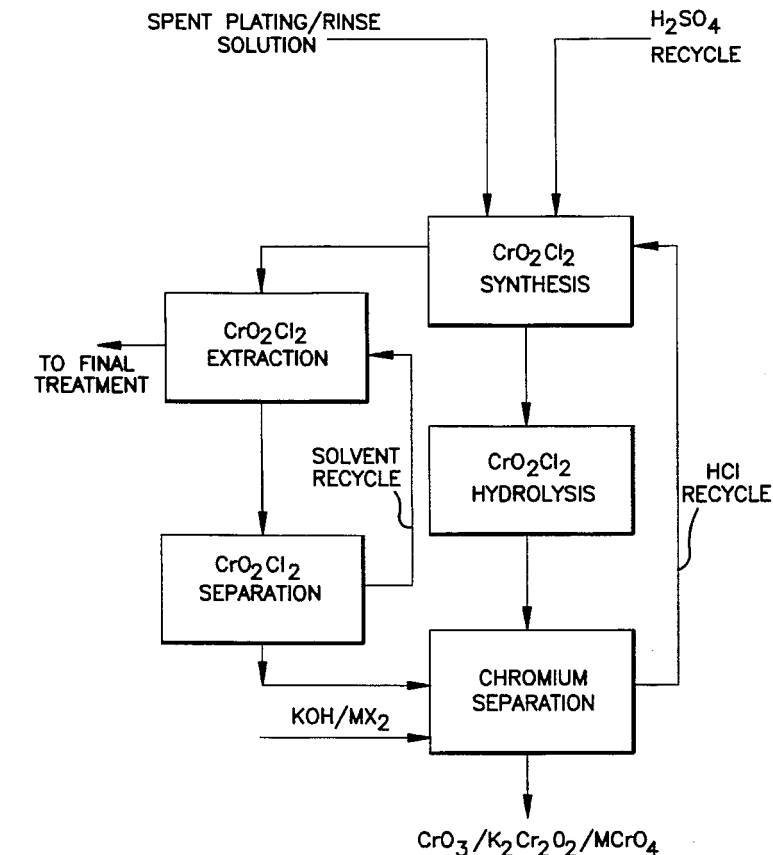 SPENT PLATING/RINSE
SOLUTION
H₂SO₄
RECYCLE
CrO₂Cl₂
SYNTHESIS
CrO₂Cl₂
EXTRACTION
TO FINAL
TREATMENT
SOLVENT
RECYCLE
CrO₂Cl₂
HYDROLYSIS
HCl
RECYCLE
CrO₂Cl₂
SEPARATION
CHROMIUM
SEPARATION
KOH/MX₂
CrO₃/K₂Cr₂O₂/MCrO₄